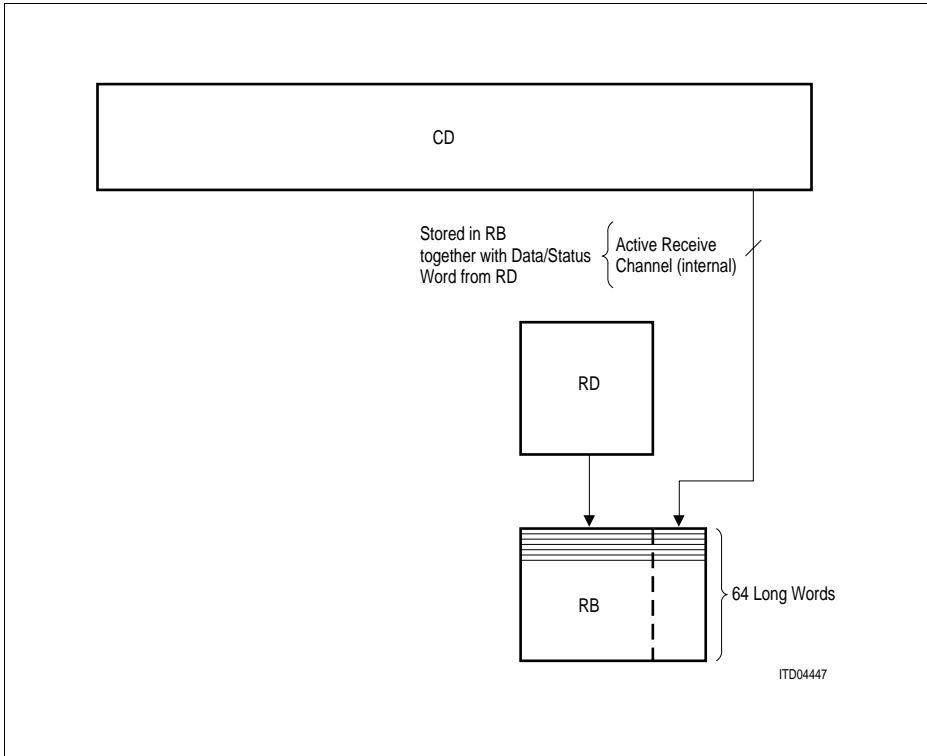 CD
Stored in RB
together with Data/Status
Word from RD
Active Receive
Channel (internal)
RD
RB
64 Long Words
ITD04447